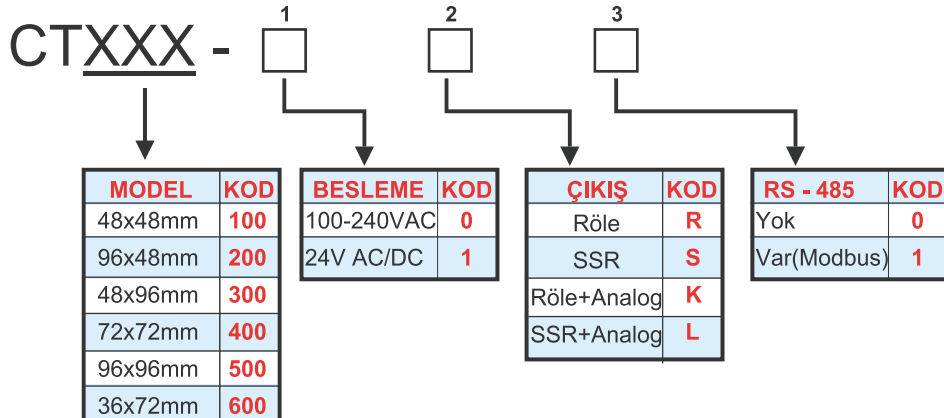 1 2 3
CTXXX -
MODEL KOD
48x48mm 100
96x48mm 200
48x96mm 300
72x72mm 400
96x96mm 500
36x72mm 600
BESLEME KOD
100-240VAC 0
24V AC/DC 1
ÇIKIŞ KOD
Röle R
SSR S
Röle+Analog K
SSR+Analog L
RS - 485 KOD
Yok 0
Var(Modbus) 1